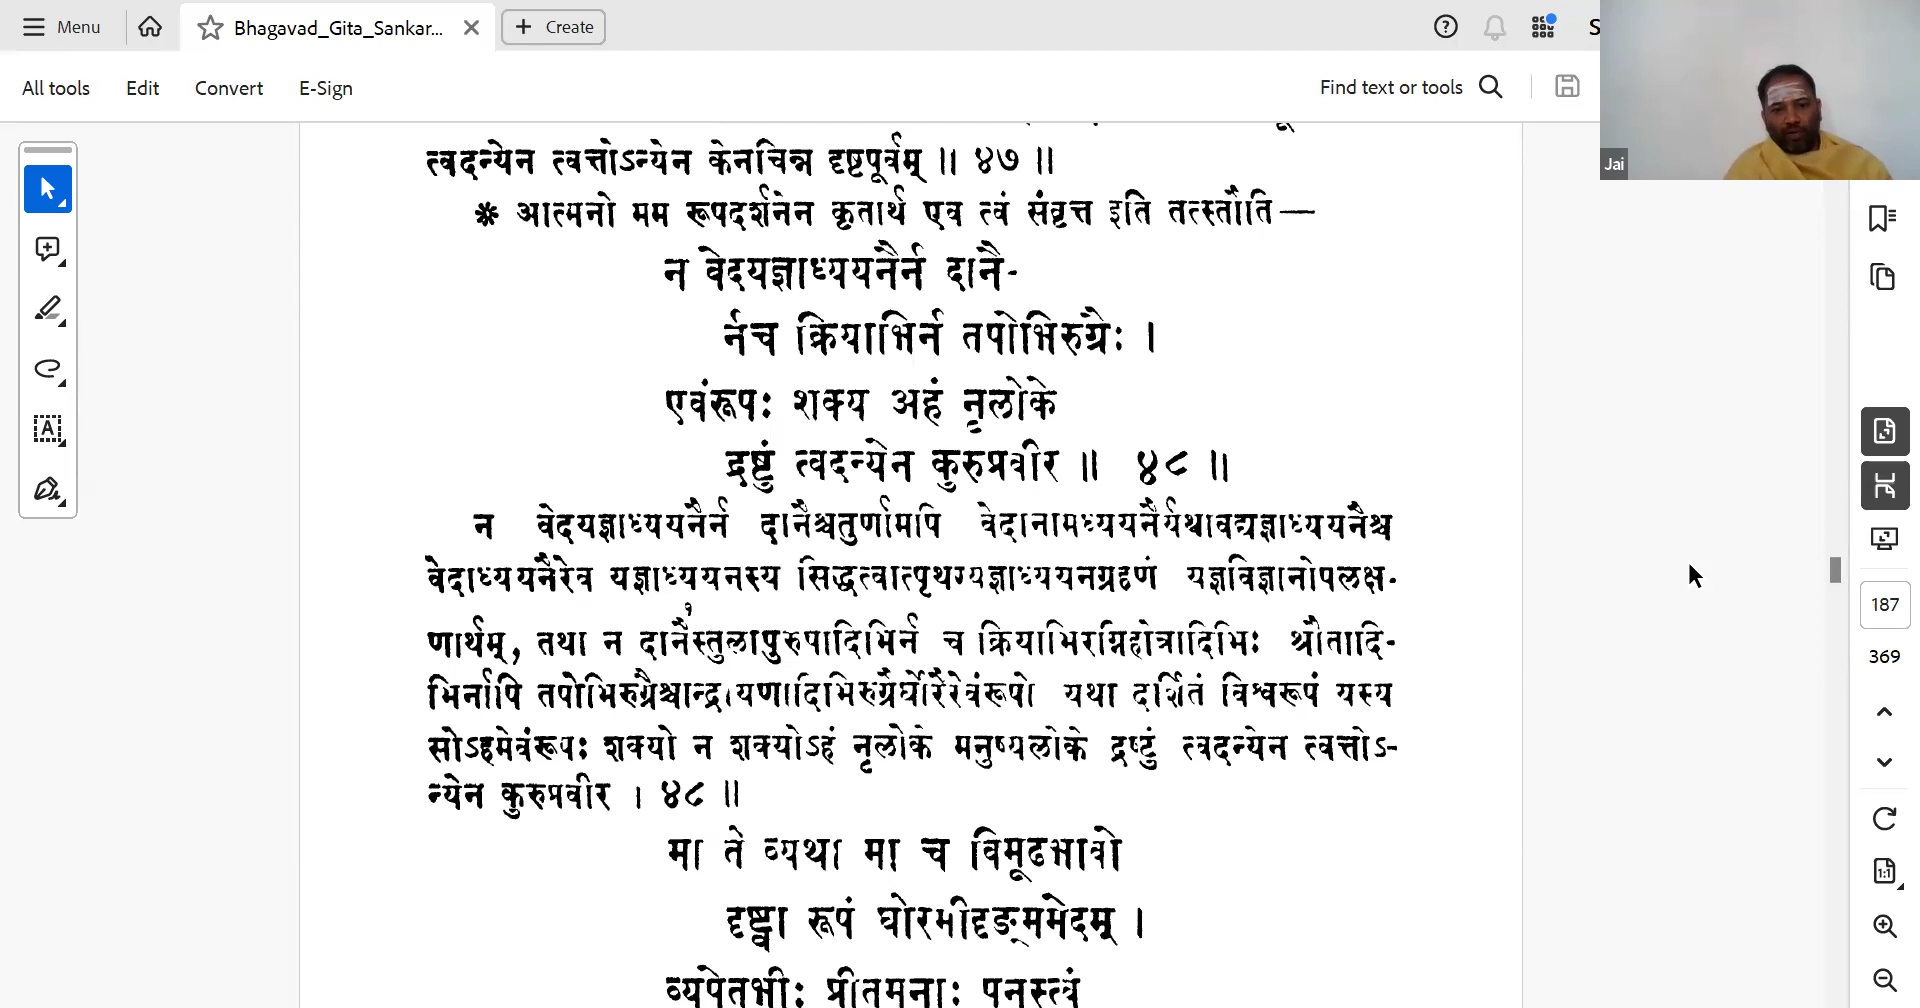 Menu
Bhagavad_Gita_Sankar...
Create
All tools
Edit
Convert
E-Sign
Find text or tools
Jai
त्वदन्येन त्वत्तोऽन्येन केनचिन्न दृष्टपूर्वम् ॥ ४७ ॥
* आत्मनो मम रूपदर्शनेन कृतार्थ एव त्वं संवृत्त इति तत्स्तौति—
न वेदयज्ञाध्ययनैर्न दानै-
र्नच क्रियाभिर्न तपोभिरुग्रैः ।
एवंरूपः शक्य अहं नृलोके
द्रष्टुं त्वदन्येन कुरुप्रवीर ॥ ४८ ॥
न वेदयज्ञाध्ययनैर्न दानैश्चतुर्णामपि वेदानामध्ययनैर्यथावद्यज्ञाध्ययनैश्च
वेदाध्ययनैरेव यज्ञाध्ययनस्य सिद्धत्वात्पृथग्यज्ञाध्ययनग्रहणं यज्ञविज्ञानोपलक्ष-
णार्थम्, तथा न दानै१स्तुलापुरुषादिभिर्न च क्रियाभिरग्निहोत्रादिभिः श्रौतादि-
भिर्नापि तपोभिरुग्रैश्चान्द्रायणादिभिरुग्रैर्घोरैरेवंरूपो यथा दर्शितं विश्वरूपं यस्य
सोऽहमेवंरूपः शक्यो न शक्योऽहं नृलोके मनुष्यलोके द्रष्टुं त्वदन्येन त्वत्तोऽ-
न्येन कुरुप्रवीर । ४८ ॥
मा ते व्यथा मा च विमूढभावो
दृष्ट्वा रूपं घोरमीदृङ्ममेदम् ।
व्यपेतभीः प्रीतमनाः पुनस्त्वं
187
369